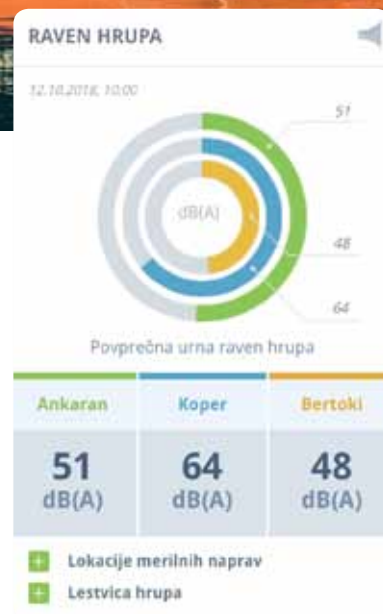 RAVEN HRUPA
12.10.2018, 10:00
51
dB(A)
48
64
Povprečna urna raven hrupa
Ankaran Koper Bertoki
51 64 48
dB(A) dB(A) dB(A)
Lokacije merilnih naprav
Lestvica hrupa